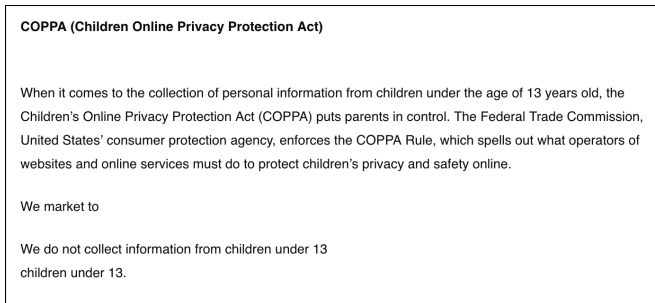 COPPA (Children Online Privacy Protection Act)
When it comes to the collection of personal information from children under the age of 13 years old, the
Children's Online Privacy Protection Act (COPPA) puts parents in control. The Federal Trade Commission,
United States' consumer protection agency, enforces the COPPA Rule, which spells out what operators of
websites and online services must do to protect children's privacy and safety online.
We market to
We do not collect information from children under 13
children under 13.